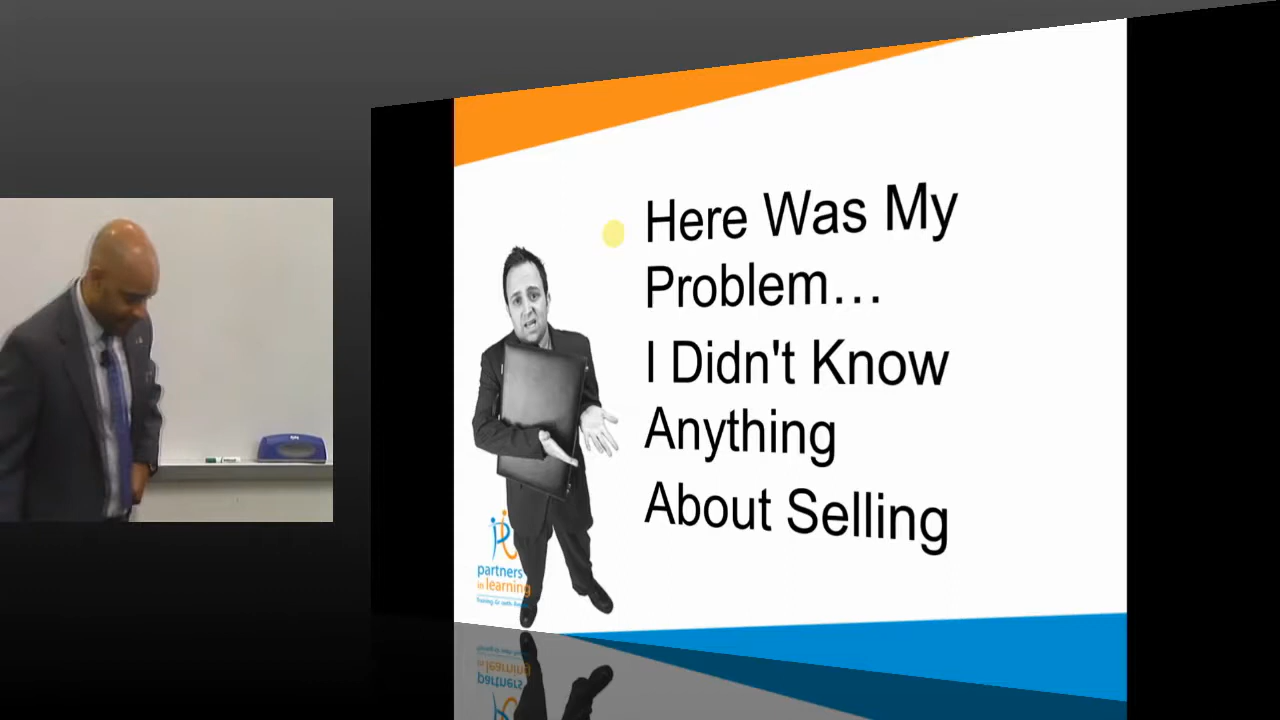 Here Was My
Problem...
I Didn't Know
Anything
About Selling
partners
in learning